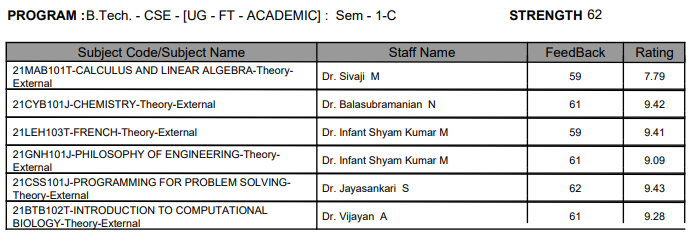 PROGRAM :B.Tech. - CSE - [UG - FT - ACADEMIC] : Sem - 1-C STRENGTH 62
Subject Code/Subject Name Staff Name FeedBack Rating
21MAB101T-CALCULUS AND LINEAR ALGEBRA-Theory-
External
Dr. Sivaji M 59 7.79
21CYB101J-CHEMISTRY-Theory-External Dr. Balasubramanian N 61 9.42
21LEH103T-FRENCH-Theory-External Dr. Infant Shyam Kumar M 59 9.41
21GNH101J-PHILOSOPHY OF ENGINEERING-Theory-
External
Dr. Infant Shyam Kumar M 61 9.09
21CSS101J-PROGRAMMING FOR PROBLEM SOLVING-
Theory-External
Dr. Jayasankari S 62 9.43
21BTB102T-INTRODUCTION TO COMPUTATIONAL
BIOLOGY-Theory-External
Dr. Vijayan A 61 9.28